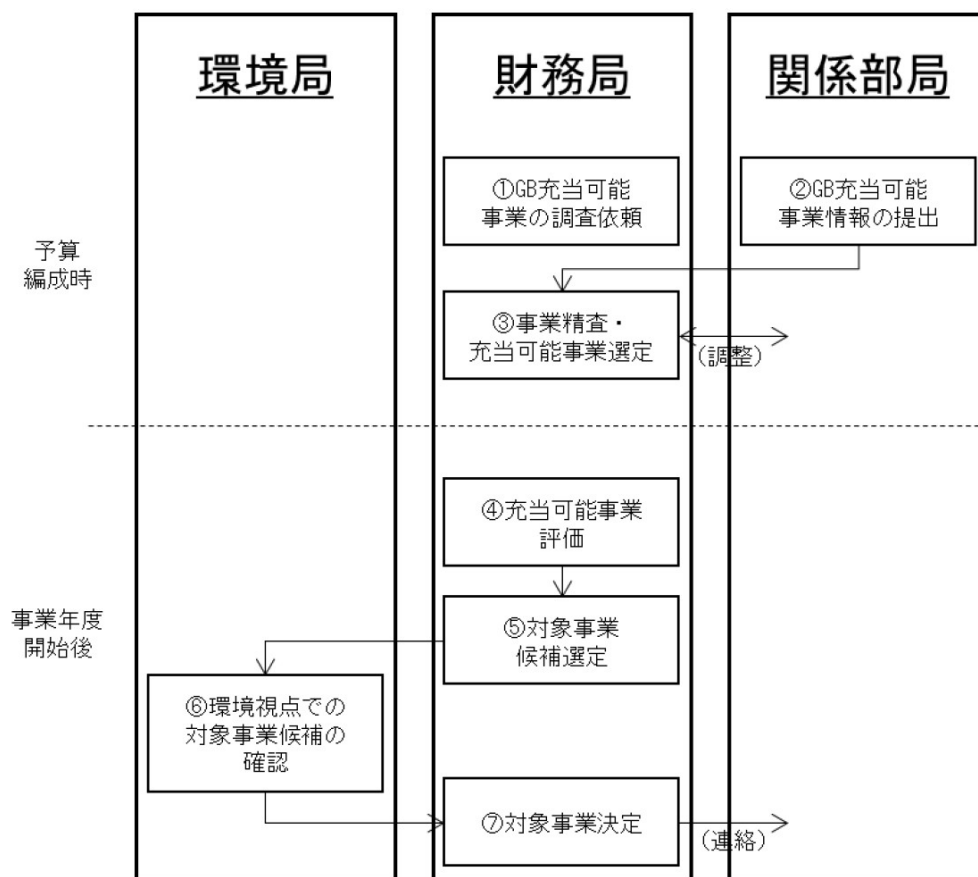 環境局
財務局
関係部局
予算
編成時
①GB充当可能
事業の調査依頼
②GB充当可能
事業情報の提出
③事業精査・
充当可能事業選定
(調整)
事業年度
開始後
④充当可能事業
評価
⑤対象事業
候補選定
⑥環境視点での
対象事業候補の
確認
⑦対象事業決定
(連絡)